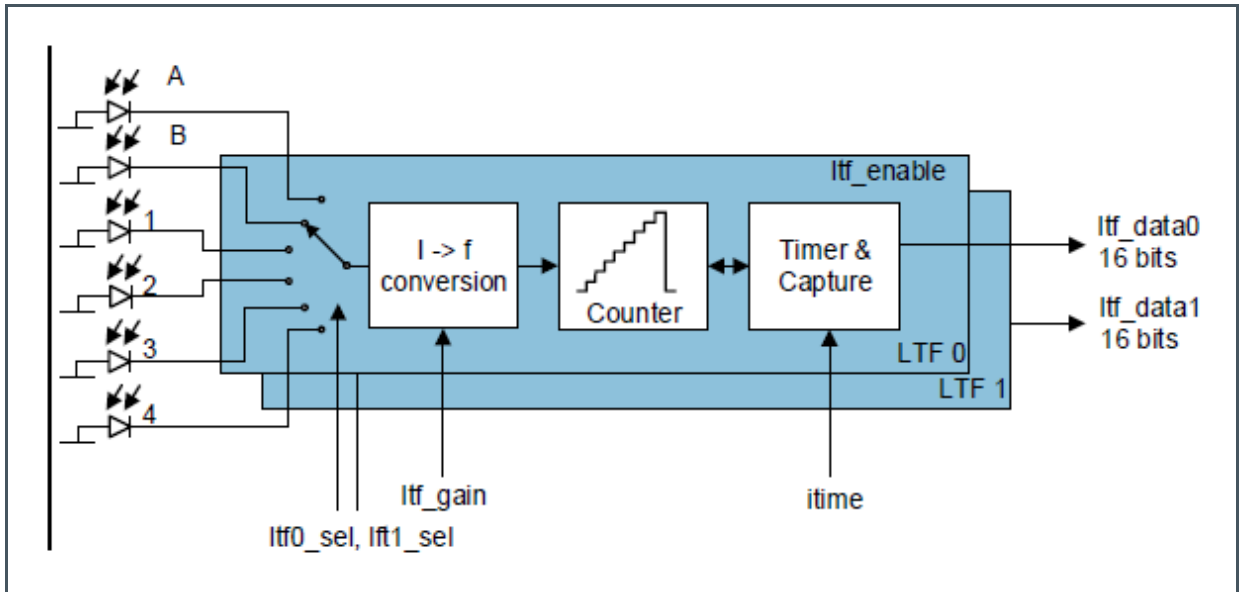 A
B
1
2
3
4
ltf_enable
I -> f
conversion
Counter
Timer &
Capture
LTF 0
LTF 1
ltf_data0
16 bits
ltf_data1
16 bits
ltf_gain
itime
ltf0_sel, lft1_sel